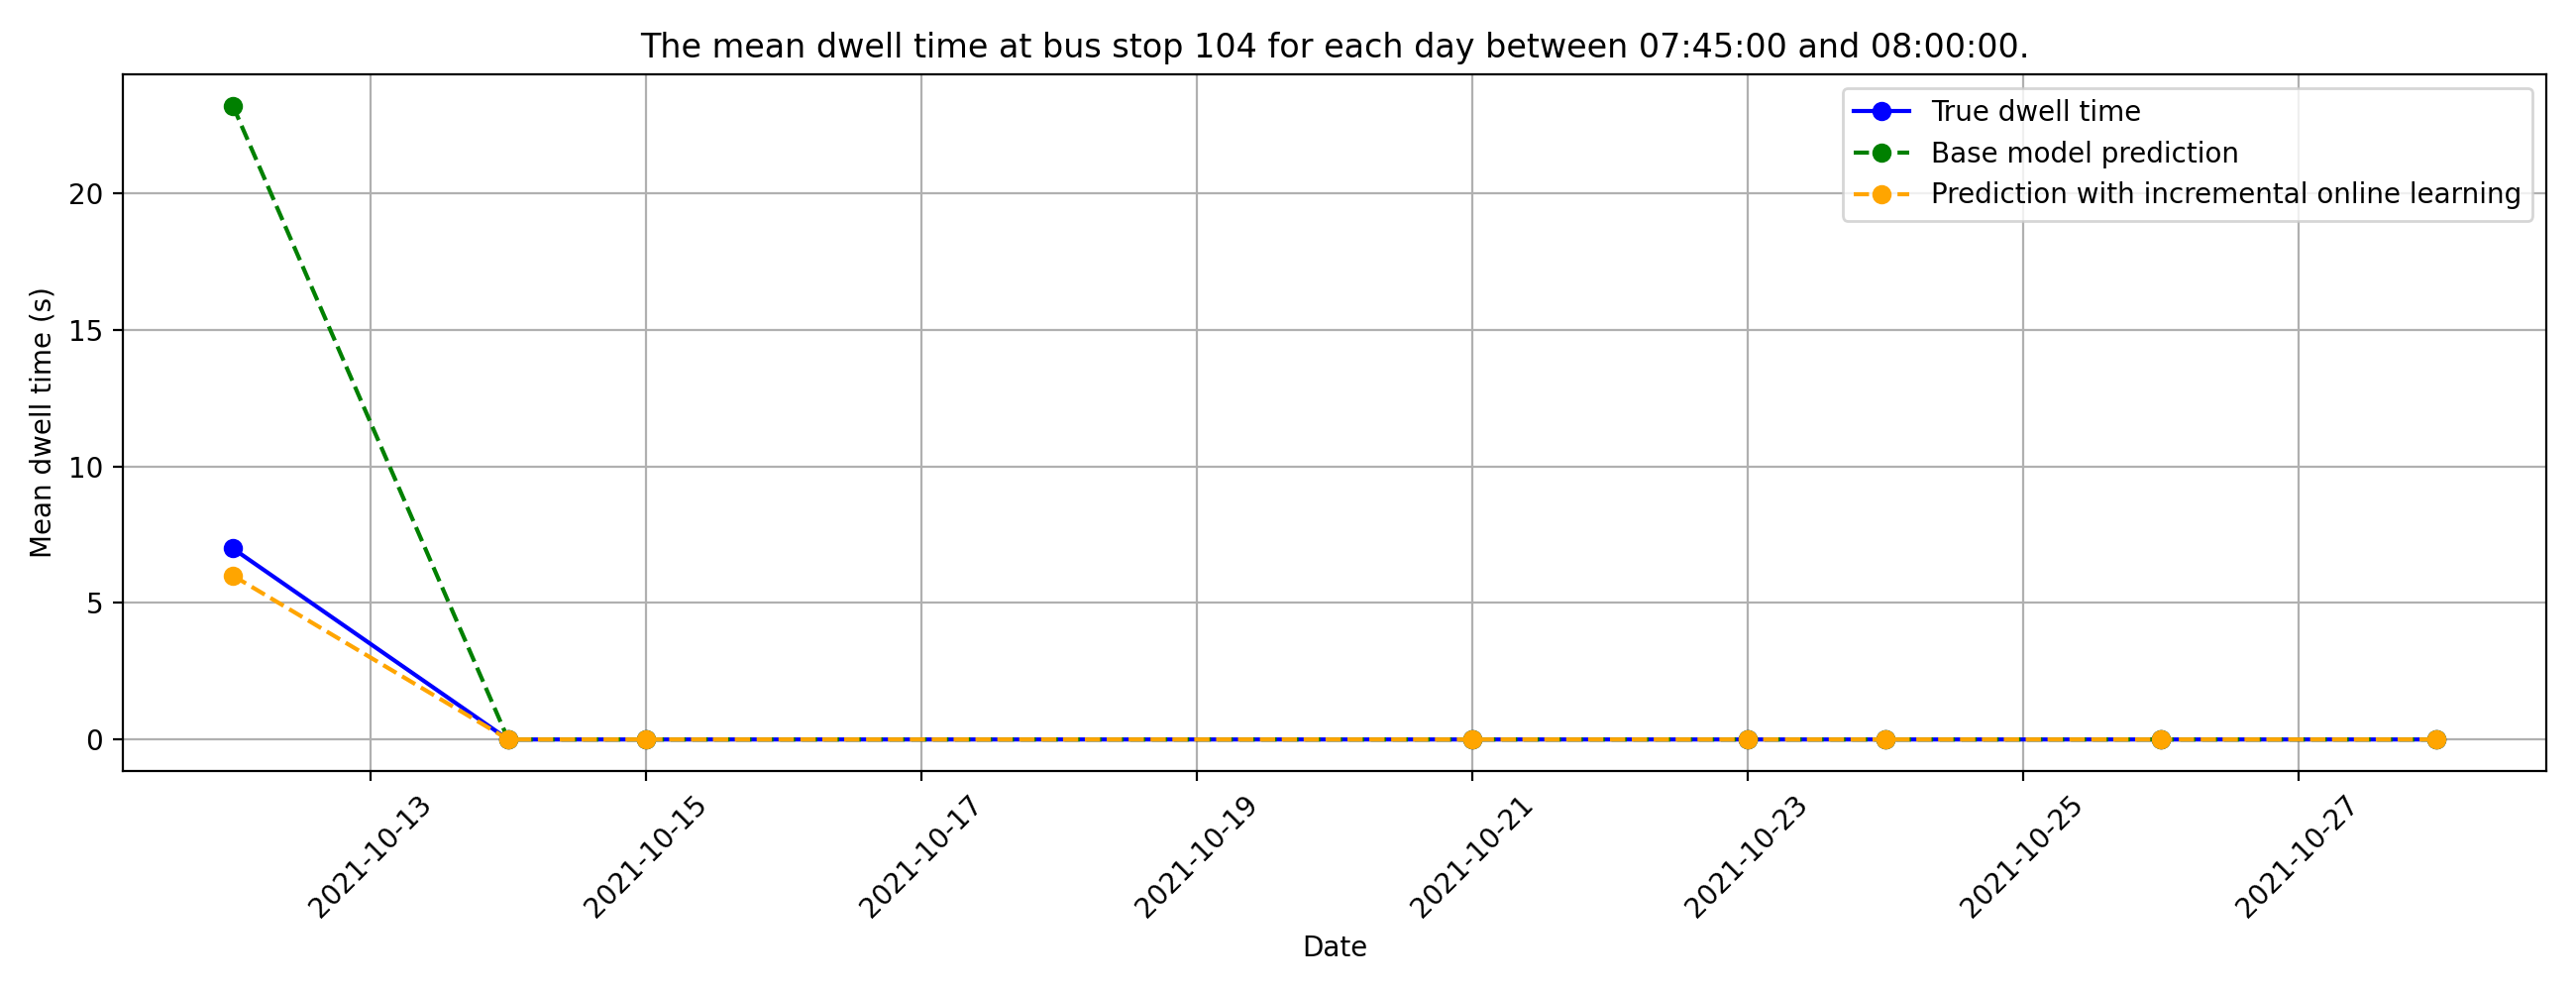 The mean dwell time at bus stop 104 for each day between 07:45:00 and 08:00:00.
True dwell time
Base model prediction
Prediction with incremental online learning
Mean dwell time (s)
20
15
10
5
0
2021-10-13
2021-10-15
2021-10-17
2021-10-19
2021-10-21
2021-10-23
2021-10-25
2021-10-27
Date